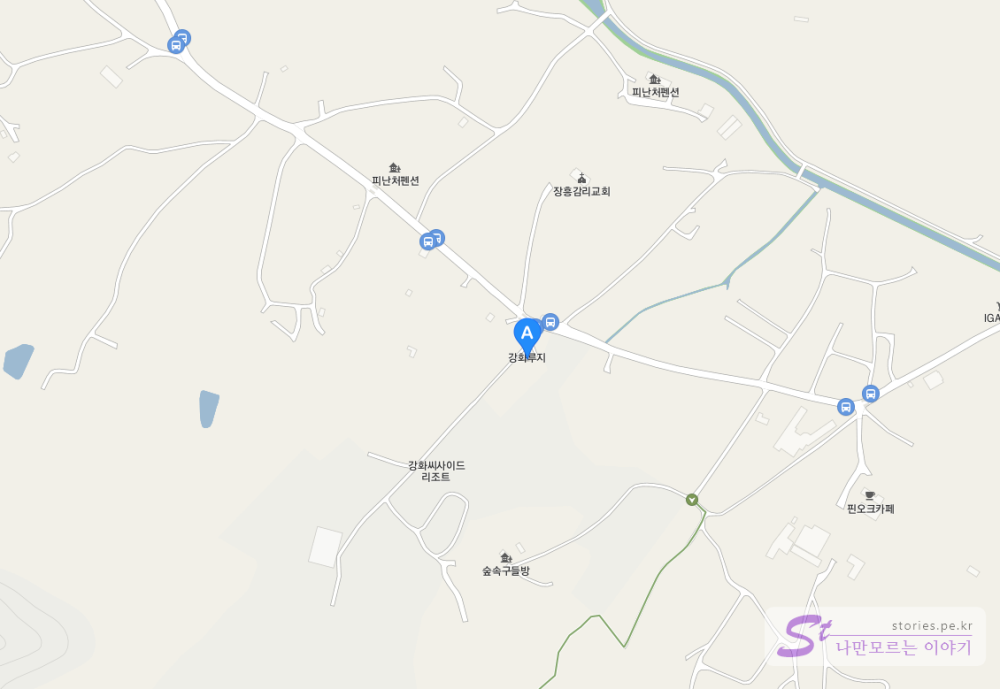 피난처펜션
피난처펜션
장흥감리교회
IGA
A
강화루지
강화씨사이드
리조트
핀오크카페
숲속구들방
St
stories.pe.kr
나만모르는 이야기